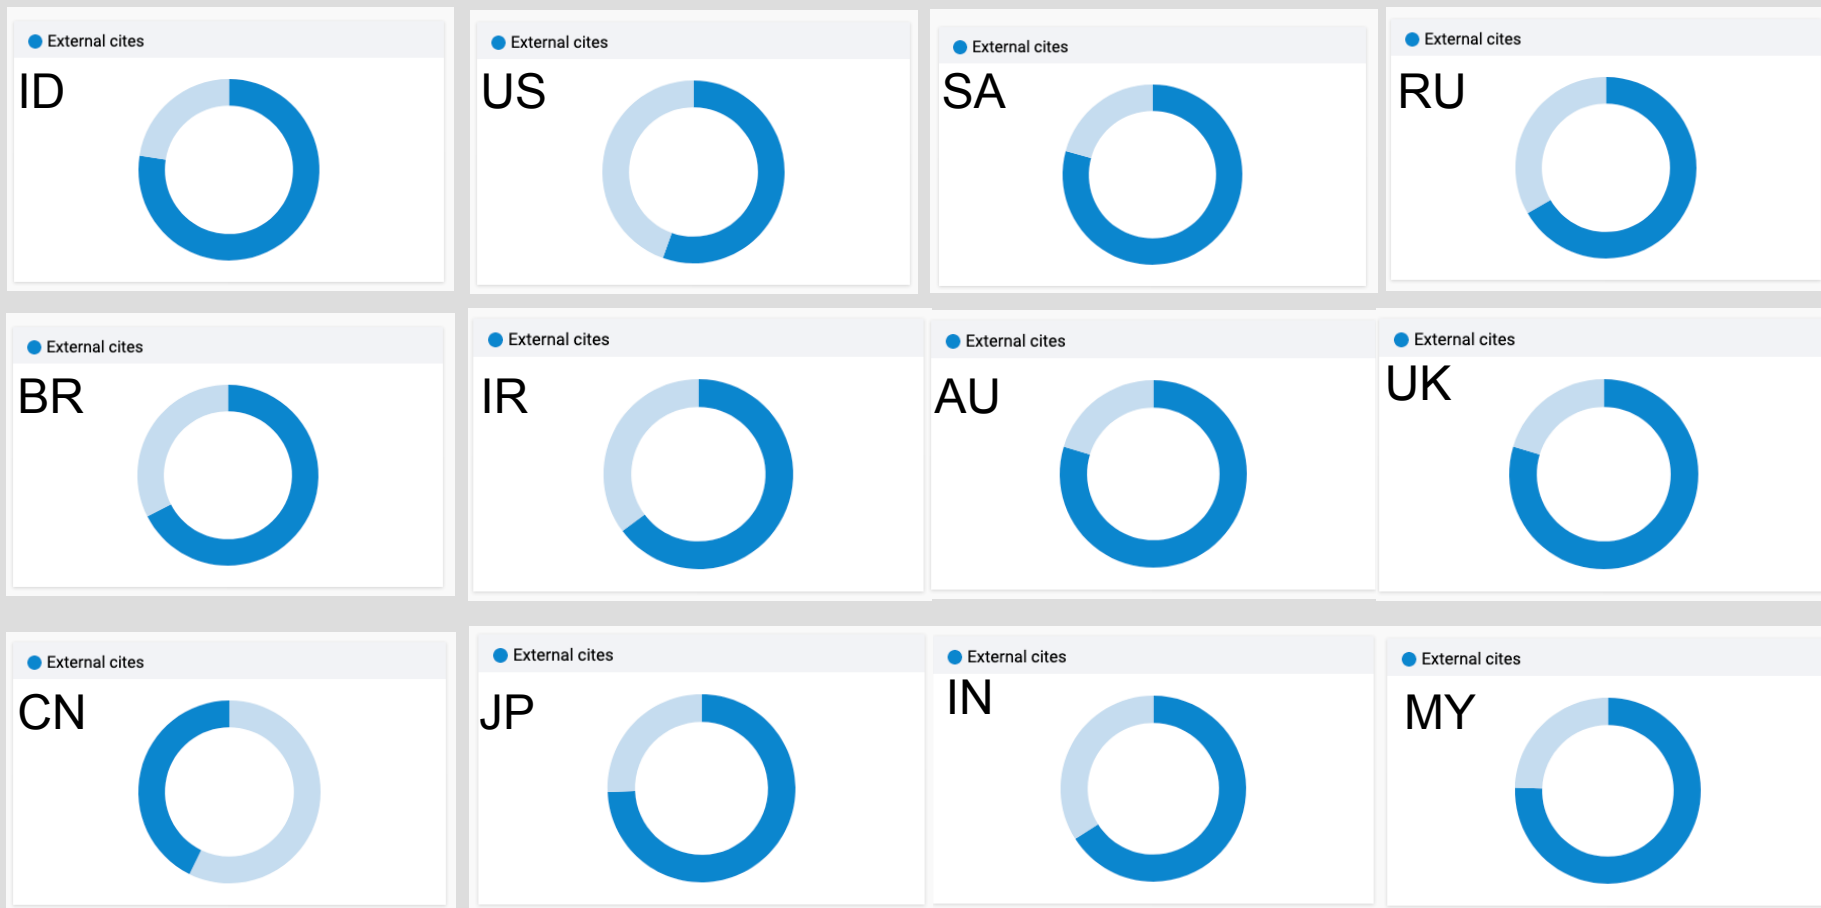 External cites
ID
External cites
US
External cites
SA
External cites
RU
External cites
BR
External cites
IR
External cites
AU
External cites
UK
External cites
CN
External cites
JP
External cites
IN
External cites
MY